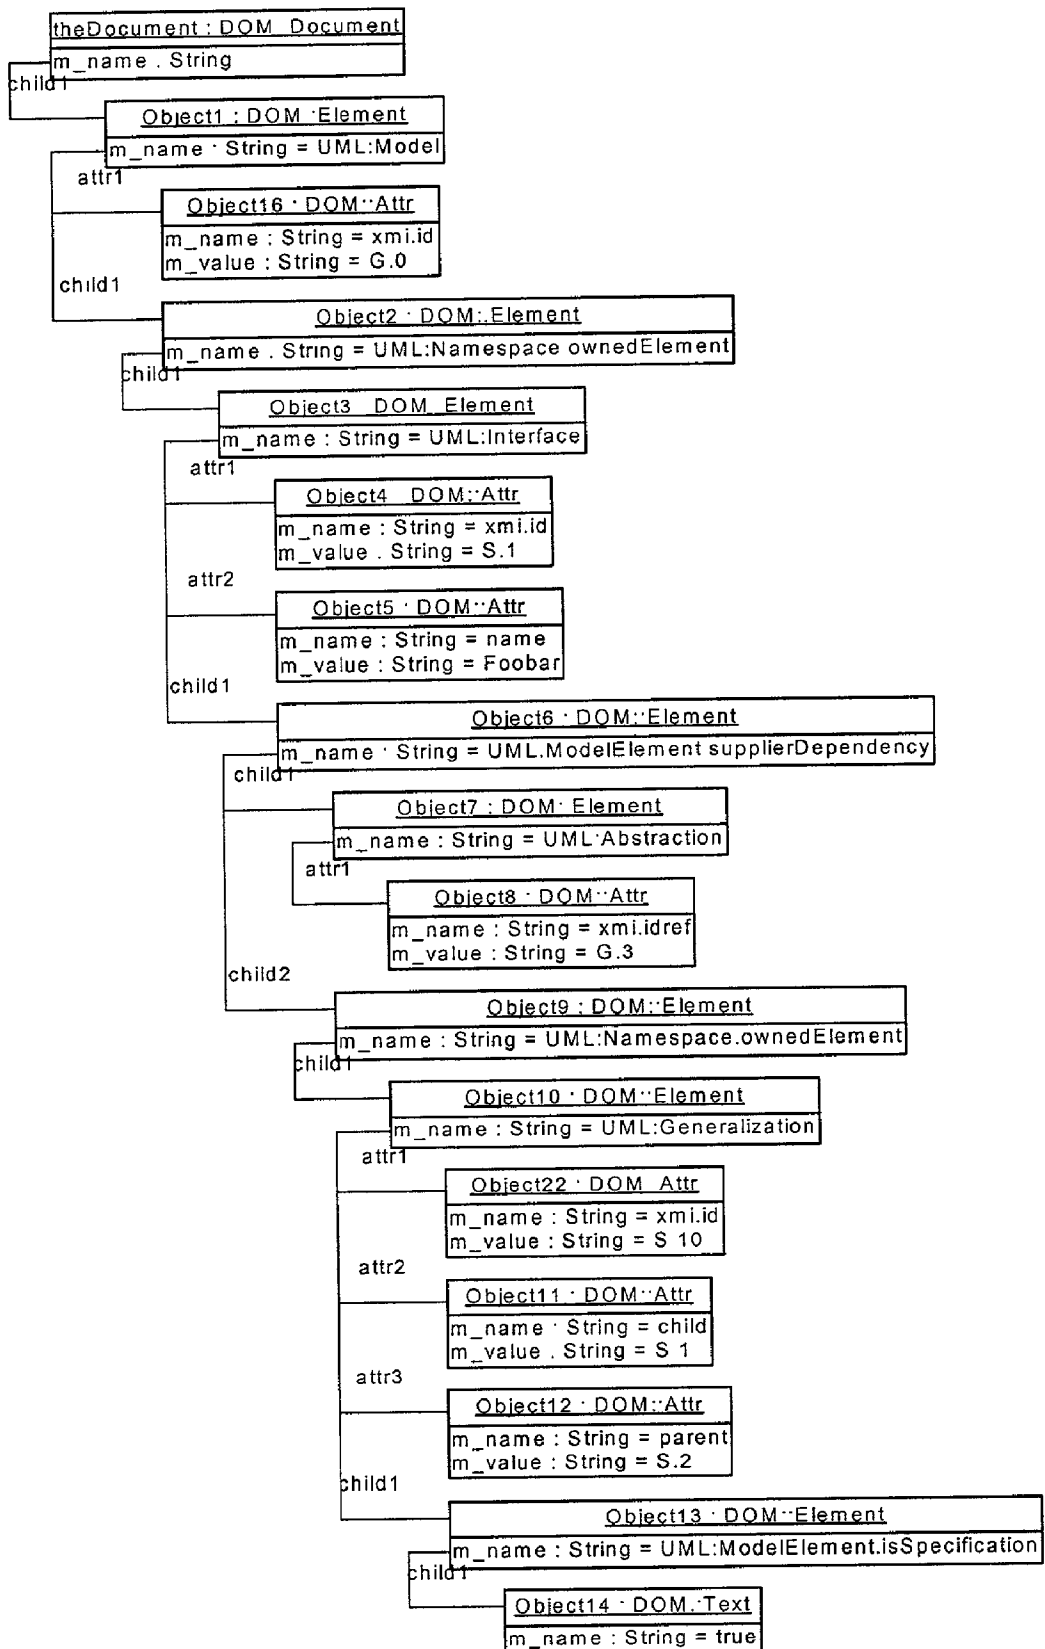 theDocument : DOM Document
m_name . String
child1
Object1 : DOM Element
m_name : String = UML:Model
attr1
Object16 : DOM::Attr
m_name : String = xmi.id
m_value : String = G.0
child1
Object2 : DOM::Element
m_name . String = UML:Namespace ownedElement
child1
Object3 DOM Element
m_name : String = UML:Interface
attr1
Object4 DOM::Attr
m_name : String = xmi.id
m_value . String = S.1
attr2
Object5 : DOM::Attr
m_name : String = name
m_value : String = Foobar
child1
Object6 : DOM::Element
m_name : String = UML.ModelElement supplierDependency
child1
Object7 : DOM: Element
m_name : String = UML:Abstraction
attr1
Object8 : DOM::Attr
m_name : String = xmi.idref
m_value : String = G.3
child2
Object9 : DOM::Element
m_name : String = UML:Namespace.ownedElement
child1
Object10 : DOM::Element
m_name : String = UML:Generalization
attr1
Object22 : DOM Attr
m_name : String = xmi.id
m_value : String = S 10
attr2
Object11 : DOM::Attr
m_name : String = child
m_value . String = S 1
attr3
Object12 : DOM::Attr
m_name : String = parent
m_value : String = S.2
child1
Object13 : DOM::Element
m_name : String = UML:ModelElement.isSpecification
child1
Object14 : DOM::Text
m_name : String = true